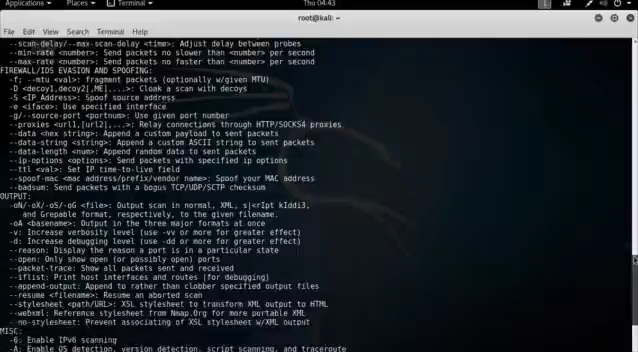 Applications Places Terminal Thu 04:43
root@kali: ~
File Edit View Search Terminal Help
--scan-delay/--max-scan-delay <time>: Adjust delay between probes
--min-rate <number>: Send packets no slower than <number> per second
--max-rate <number>: Send packets no faster than <number> per second
FIREWALL/IDS EVASION AND SPOOFING:
-f; --mtu <val>: fragment packets (optionally w/given MTU)
-D <decoy1,decoy2[,ME],...>: Cloak a scan with decoys
-S <IP_Address>: Spoof source address
-e <iface>: Use specified interface
-g/--source-port <portnum>: Use given port number
--proxies <url1,[url2],...>: Relay connections through HTTP/SOCKS4 proxies
--data <hex string>: Append a custom payload to sent packets
--data-string <string>: Append a custom ASCII string to sent packets
--data-length <num>: Append random data to sent packets
--ip-options <options>: Send packets with specified ip options
--ttl <val>: Set IP time-to-live field
--spoof-mac <mac address/prefix/vendor name>: Spoof your MAC address
--badsum: Send packets with a bogus TCP/UDP/SCTP checksum
OUTPUT:
-oN/-oX/-oS/-oG <file>: Output scan in normal, XML, s|<rIpt kIddi3,
and Grepable format, respectively, to the given filename.
-oA <basename>: Output in the three major formats at once
-v: Increase verbosity level (use -vv or more for greater effect)
-d: Increase debugging level (use -dd or more for greater effect)
--reason: Display the reason a port is in a particular state
--open: Only show open (or possibly open) ports
--packet-trace: Show all packets sent and received
--iflist: Print host interfaces and routes (for debugging)
--append-output: Append to rather than clobber specified output files
--resume <filename>: Resume an aborted scan
--stylesheet <path/URL>: XSL stylesheet to transform XML output to HTML
--webxml: Reference stylesheet from Nmap.Org for more portable XML
--no-stylesheet: Prevent associating of XSL stylesheet w/XML output
MISC:
-6: Enable IPv6 scanning
-A: Enable OS detection, version detection, script scanning, and traceroute